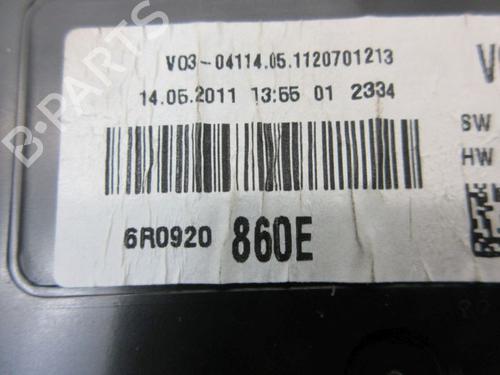 V03-04114.05.1120701213
14.05.2011 13:55 01 2334
SW
HW
6R0920 860E
B-PARTS